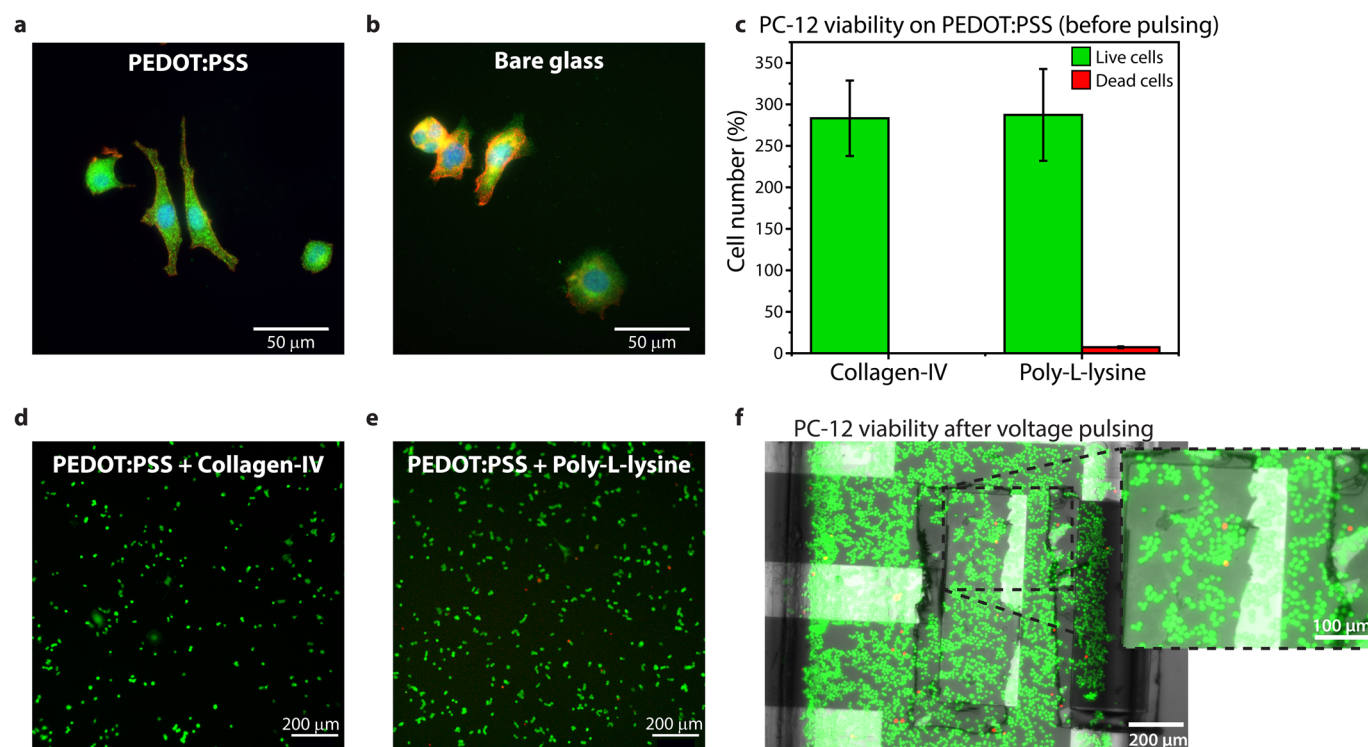 a
PEDOT:PSS
50 μm
b
Bare glass
50 μm
c PC-12 viability on PEDOT:PSS (before pulsing)
Live cells
Dead cells
Cell number (%)
350
300
250
200
150
100
50
0
Collagen-IV
Poly-L-lysine
d
PEDOT:PSS + Collagen-IV
200 μm
e
PEDOT:PSS + Poly-L-lysine
200 μm
f
PC-12 viability after voltage pulsing
100 μm
200 μm